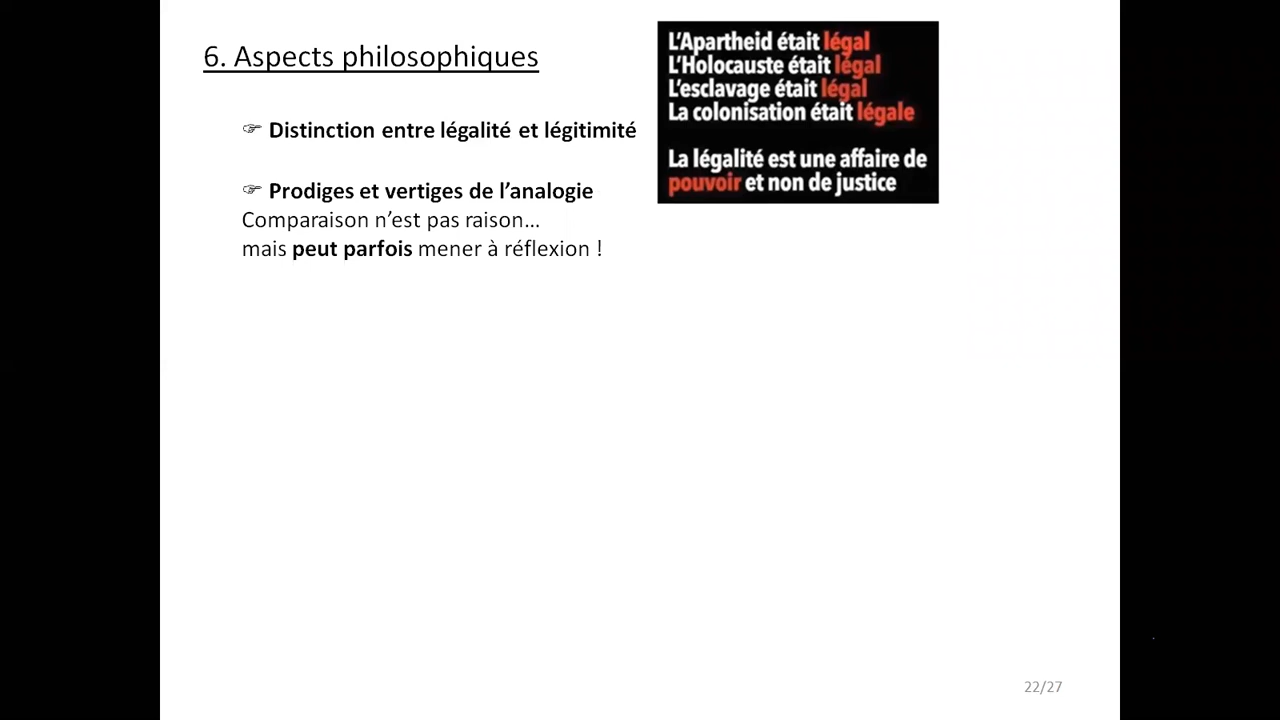 6. Aspects philosophiques
☞ Distinction entre légalité et légitimité
☞ Prodiges et vertiges de l’analogie
Comparaison n’est pas raison…
mais peut parfois mener à réflexion !
L’Apartheid était légal
L’Holocauste était légal
L’esclavage était légal
La colonisation était légale
La légalité est une affaire de
pouvoir et non de justice
22/27